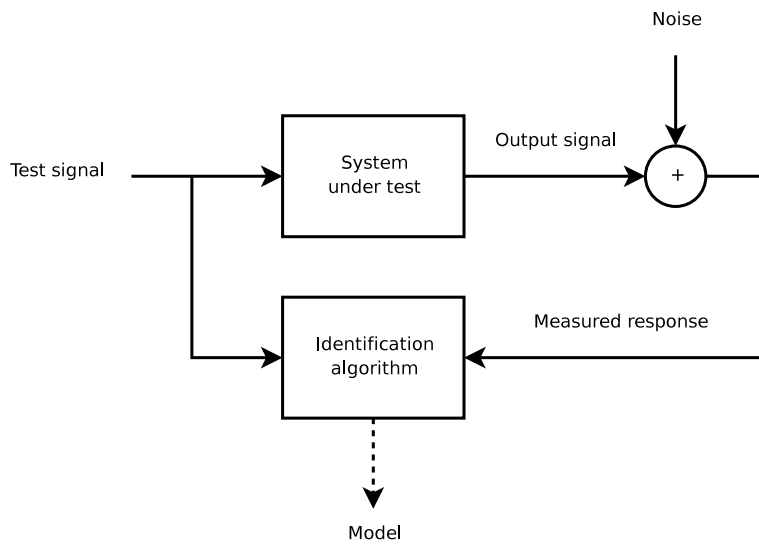 Noise
Output signal
Test signal
System
under test
+
Measured response
Identification
algorithm
Model